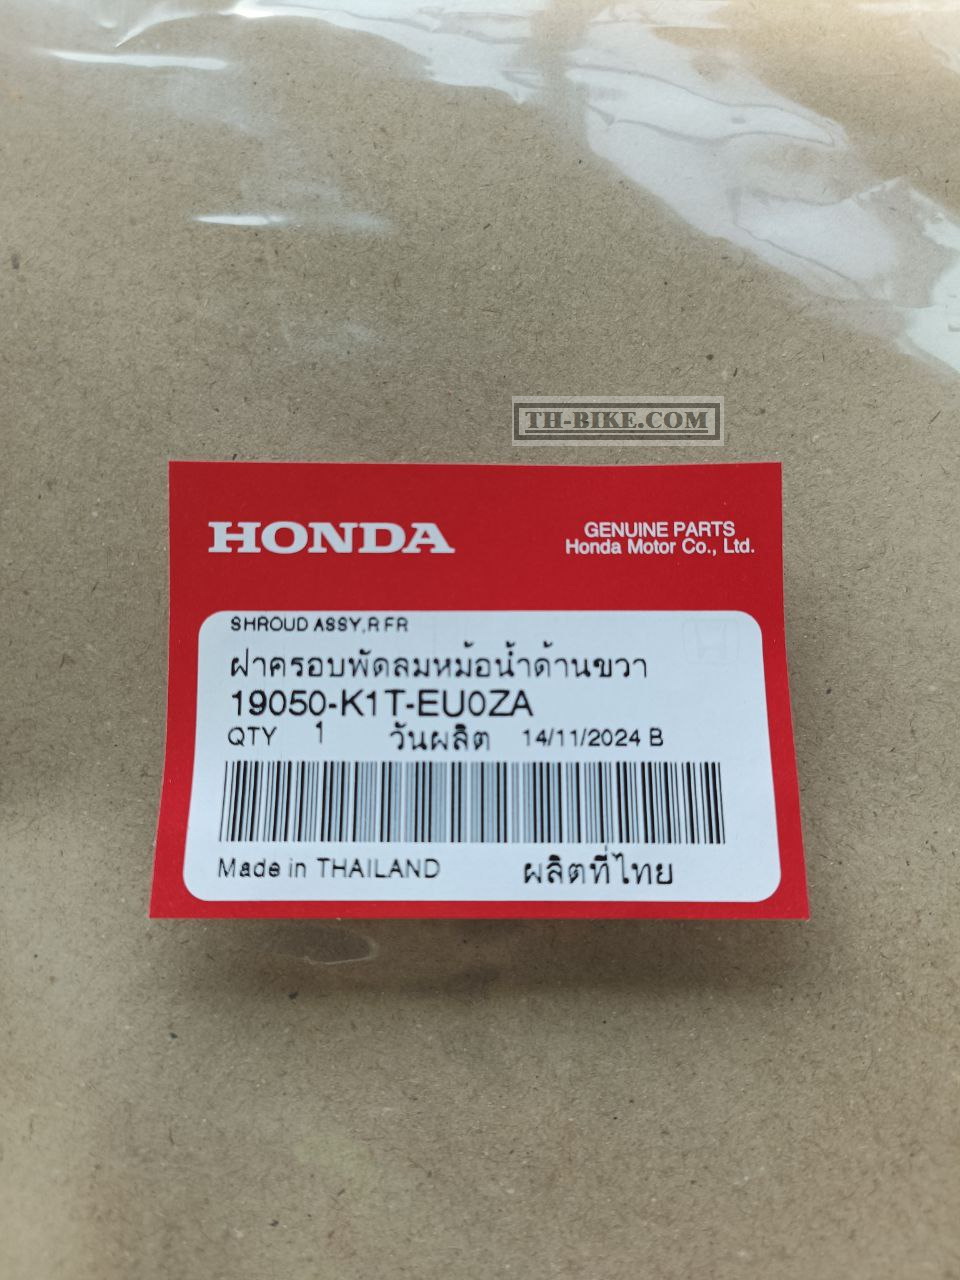 TH-BIKE.COM
HONDA
GENUINE PARTS
Honda Motor Co., Ltd.
SHROUD ASSY,R FR
ฝาครอบพัดลมหม้อน้ำด้านขวา
19050-K1T-EU0ZA
QTY 1 วันผลิต 14/11/2024 B
Made in THAILAND ผลิตที่ไทย